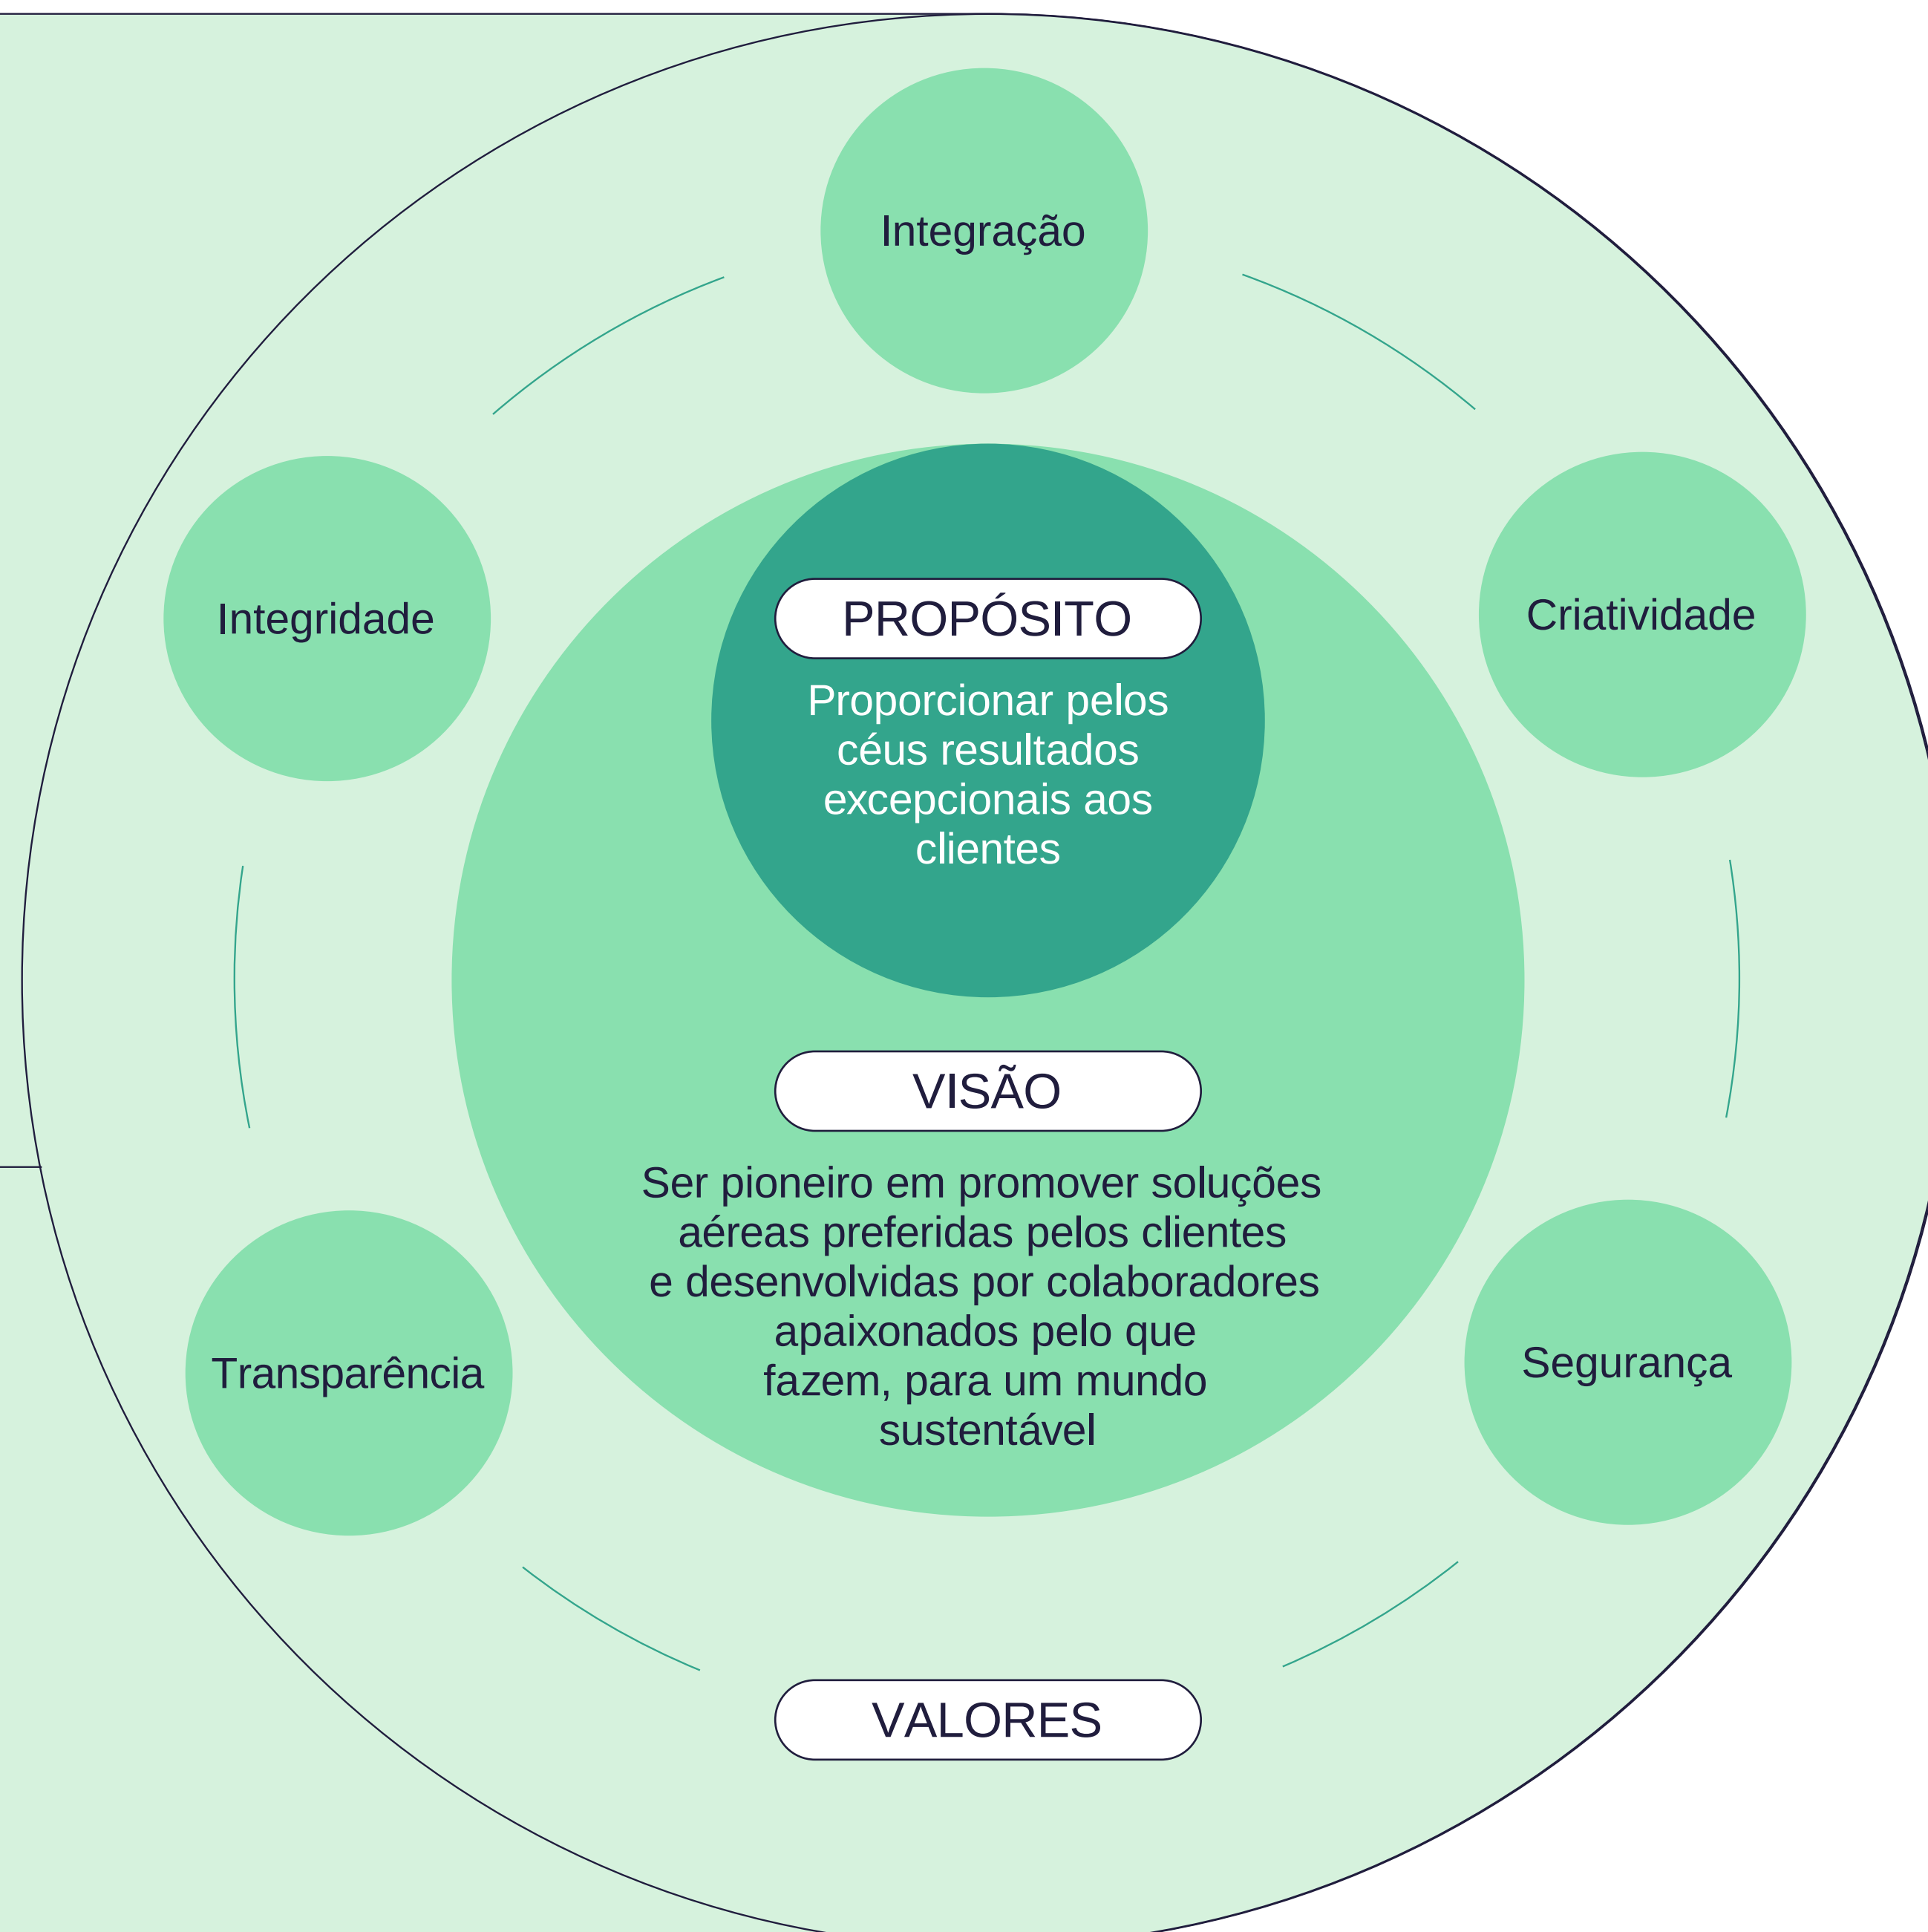 Integração
Integridade
Criatividade
PROPÓSITO
Proporcionar pelos
céus resultados
excepcionais aos
clientes
VISÃO
Ser pioneiro em promover soluções
aéreas preferidas pelos clientes
e desenvolvidas por colaboradores
apaixonados pelo que
fazem, para um mundo
sustentável
Transparência
Segurança
VALORES